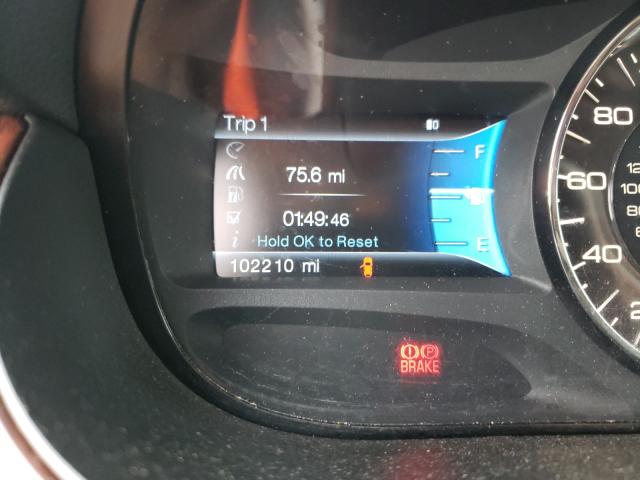 Trip 1
F
75.6 mi
01:49:46
Hold OK to Reset
E
102210 mi
P
BRAKE
80
60
40